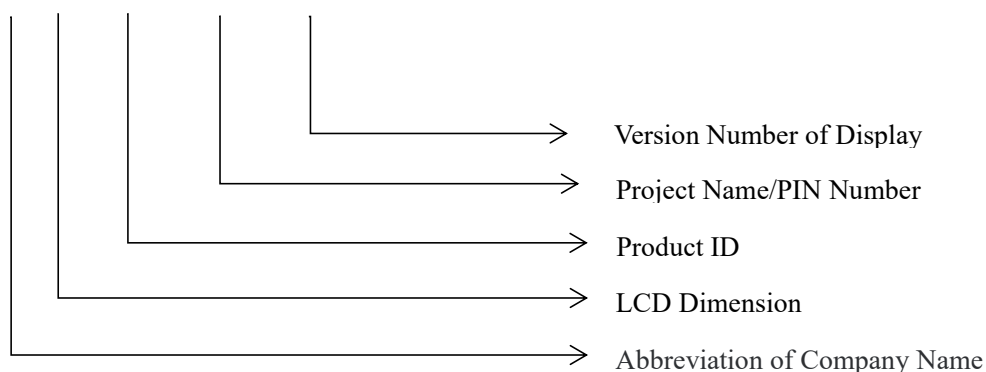 Version Number of Display
Project Name/PIN Number
Product ID
LCD Dimension
Abbreviation of Company Name